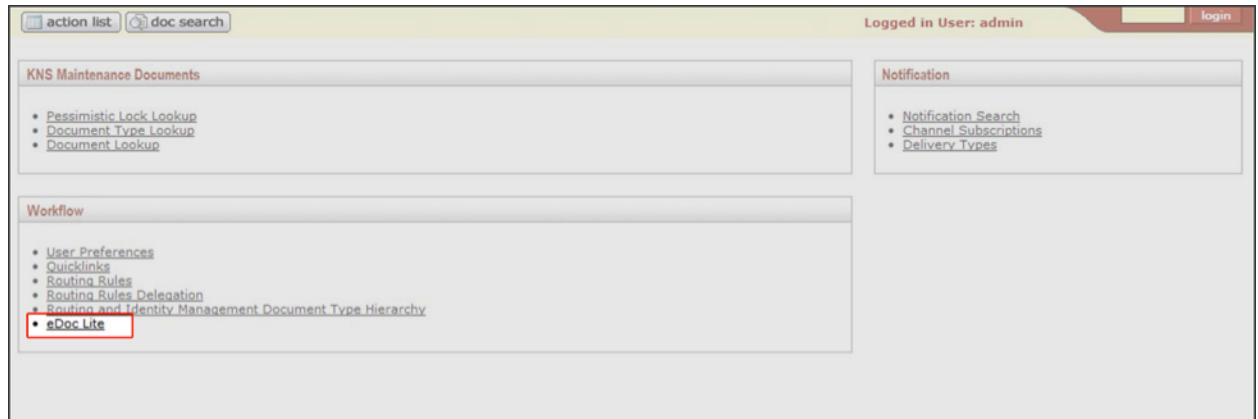 action list doc search Logged in User: admin login
KNS Maintenance Documents Notification
Pessimistic Lock Lookup
Document Type Lookup
Document Lookup
Notification Search
Channel Subscriptions
Delivery Types
Workflow
User Preferences
Quicklinks
Routing Rules
Routing Rules Delegation
Routing and Identity Management Document Type Hierarchy
eDoc Lite